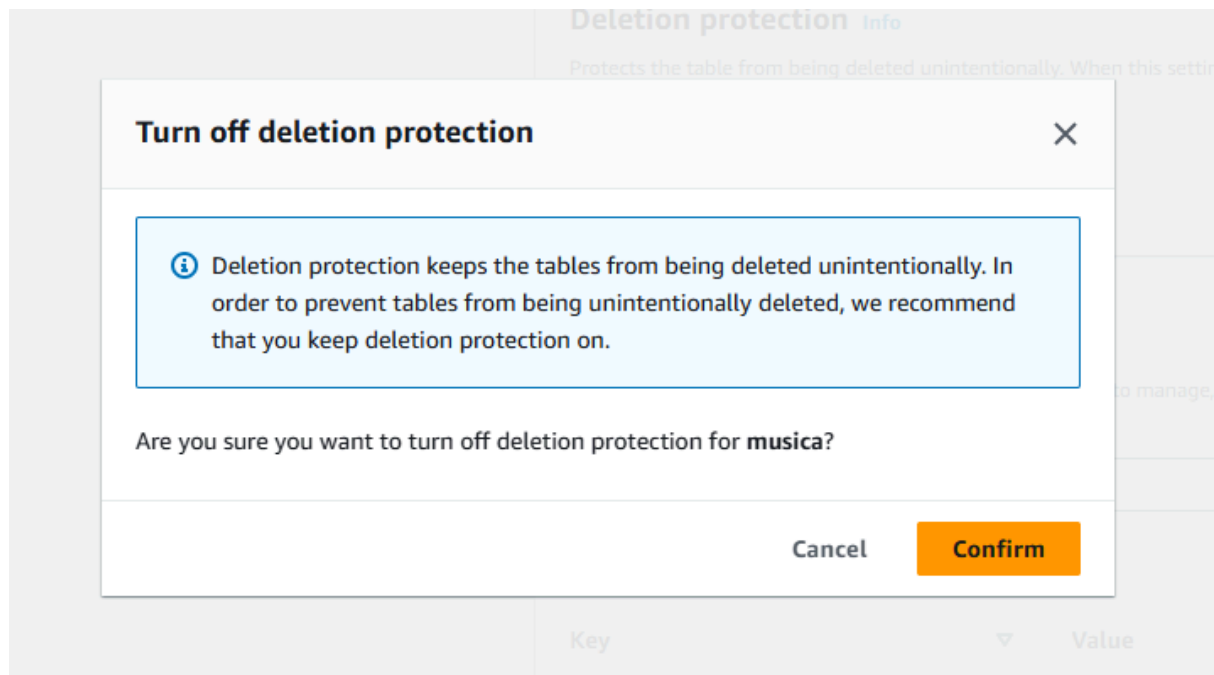 Deletion protection Info
Protects the table from being deleted unintentionally. When this settin
Turn off deletion protection
Deletion protection keeps the tables from being deleted unintentionally. In
order to prevent tables from being unintentionally deleted, we recommend
that you keep deletion protection on.
to manage,
Are you sure you want to turn off deletion protection for musica?
Cancel Confirm
Key Value